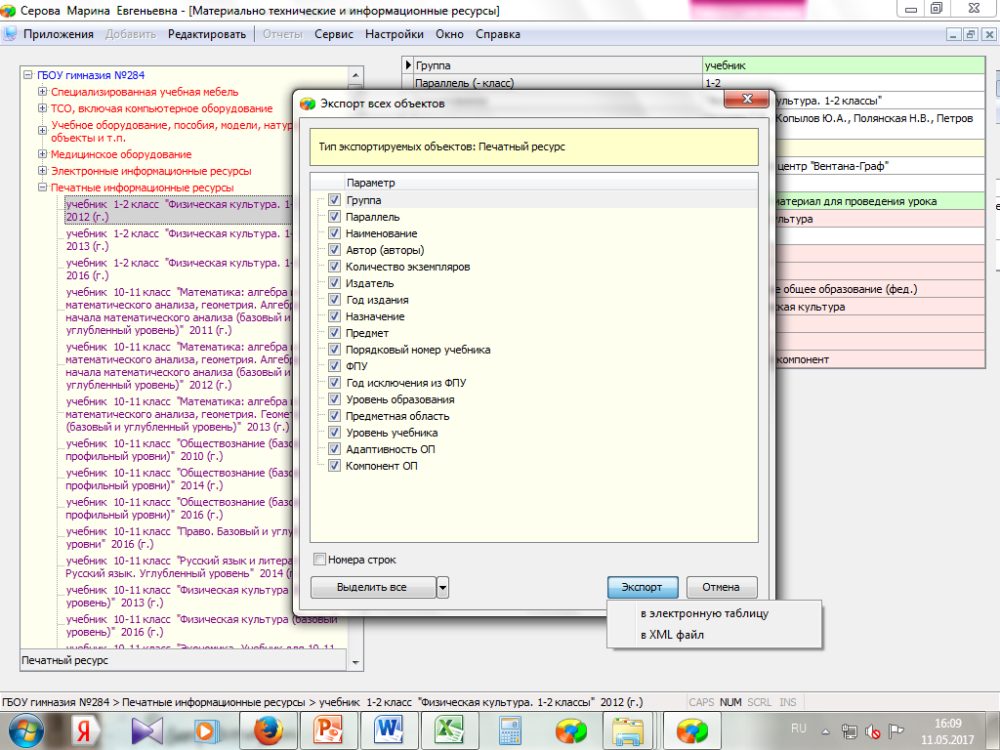 Серова Марина Евгеньевна - [Материально технические и информационные ресурсы]
Приложения Добавить Редактировать Отчеты Сервис Настройки Окно Справка
ГБОУ гимназия №284
Специализированная учебная мебель
ТСО, включая компьютерное оборудование
Учебное оборудование, пособия, модели, натур
объекты и т.п.
Медицинское оборудование
Электронные информационные ресурсы
Печатные информационные ресурсы
учебник 1-2 класс "Физическая культура. 1-
2012 (г.)
учебник 1-2 класс "Физическая культура. 1-
2013 (г.)
учебник 1-2 класс "Физическая культура. 1-
2016 (г.)
учебник 10-11 класс "Математика: алгебра и
математического анализа, геометрия. Алгеб
начала математического анализа (базовый и
углубленный уровень)" 2011 (г.)
учебник 10-11 класс "Математика: алгебра и
математического анализа, геометрия. Алгеб
начала математического анализа (базовый и
углубленный уровень)" 2012 (г.)
учебник 10-11 класс "Математика: алгебра и
математического анализа, геометрия. Геоме
(базовый и углубленный уровень)" 2013 (г.)
учебник 10-11 класс "Обществознание (базов
профильный уровни)" 2010 (г.)
учебник 10-11 класс "Обществознание (базов
профильный уровни)" 2014 (г.)
учебник 10-11 класс "Обществознание (базов
профильный уровни)" 2016 (г.)
учебник 10-11 класс "Право. Базовый и углу
уровни" 2016 (г.)
учебник 10-11 класс "Русский язык и литера
Русский язык. Углубленный уровень" 2014 (г
учебник 10-11 класс "Физическая культура
уровень)" 2013 (г.)
учебник 10-11 класс "Физическая культура (базовый
уровень)" 2016 (г.)
учебник 10-11 класс "Экономика. Учебник для 10-11
Печатный ресурс
Группа учебник
Параллель (- класс) 1-2
ультура. 1-2 классы"
Копылов Ю.А., Полянская Н.В., Петров
центр "Вентана-Граф"
материал для проведения урока
льтура
е общее образование (фед.)
ская культура
компонент
Экспорт всех объектов
Тип экспортируемых объектов: Печатный ресурс
Параметр
Группа
Параллель
Наименование
Автор (авторы)
Количество экземпляров
Издатель
Год издания
Назначение
Предмет
Порядковый номер учебника
ФПУ
Год исключения из ФПУ
Уровень образования
Предметная область
Уровень учебника
Адаптивность ОП
Компонент ОП
Номера строк
Выделить все Экспорт Отмена
в электронную таблицу
в XML файл
ГБОУ гимназия №284 > Печатные информационные ресурсы > учебник 1-2 класс "Физическая культура. 1-2 классы" 2012 (г.) CAPS NUM SCRL INS
RU 16:09
11.05.2017